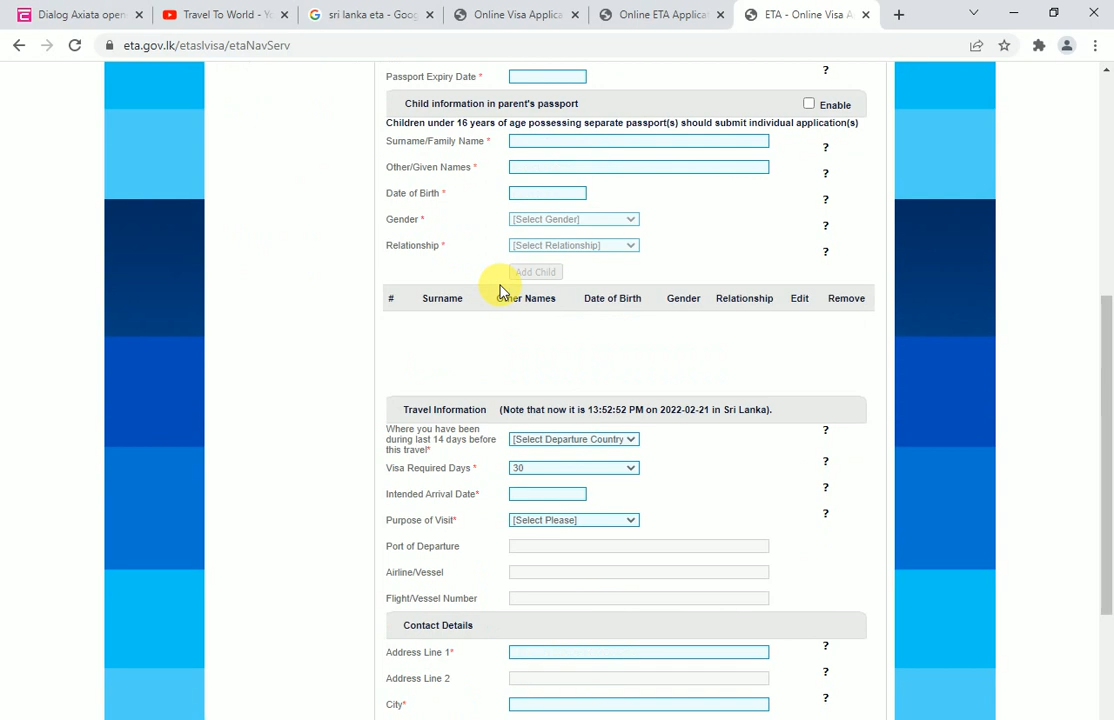 Dialog Axiata open
Travel To World - Yo
sri lanka eta - Goog
Online Visa Applica
Online ETA Applicat
ETA - Online Visa A
eta.gov.lk/etaslvisa/etaNavServ
Passport Expiry Date *
?
Child information in parent's passport
Enable
Children under 16 years of age possessing separate passport(s) should submit individual application(s)
Surname/Family Name *
?
Other/Given Names *
?
Date of Birth *
?
Gender *
[Select Gender]
?
Relationship *
[Select Relationship]
?
Add Child
# Surname Other Names Date of Birth Gender Relationship Edit Remove
Travel Information (Note that now it is 13:52:52 PM on 2022-02-21 in Sri Lanka).
Where you have been
during last 14 days before
this travel*
[Select Departure Country
?
Visa Required Days *
30
?
Intended Arrival Date*
?
Purpose of Visit*
[Select Please]
?
Port of Departure
Airline/Vessel
Flight/Vessel Number
Contact Details
Address Line 1*
?
Address Line 2
?
City*
?